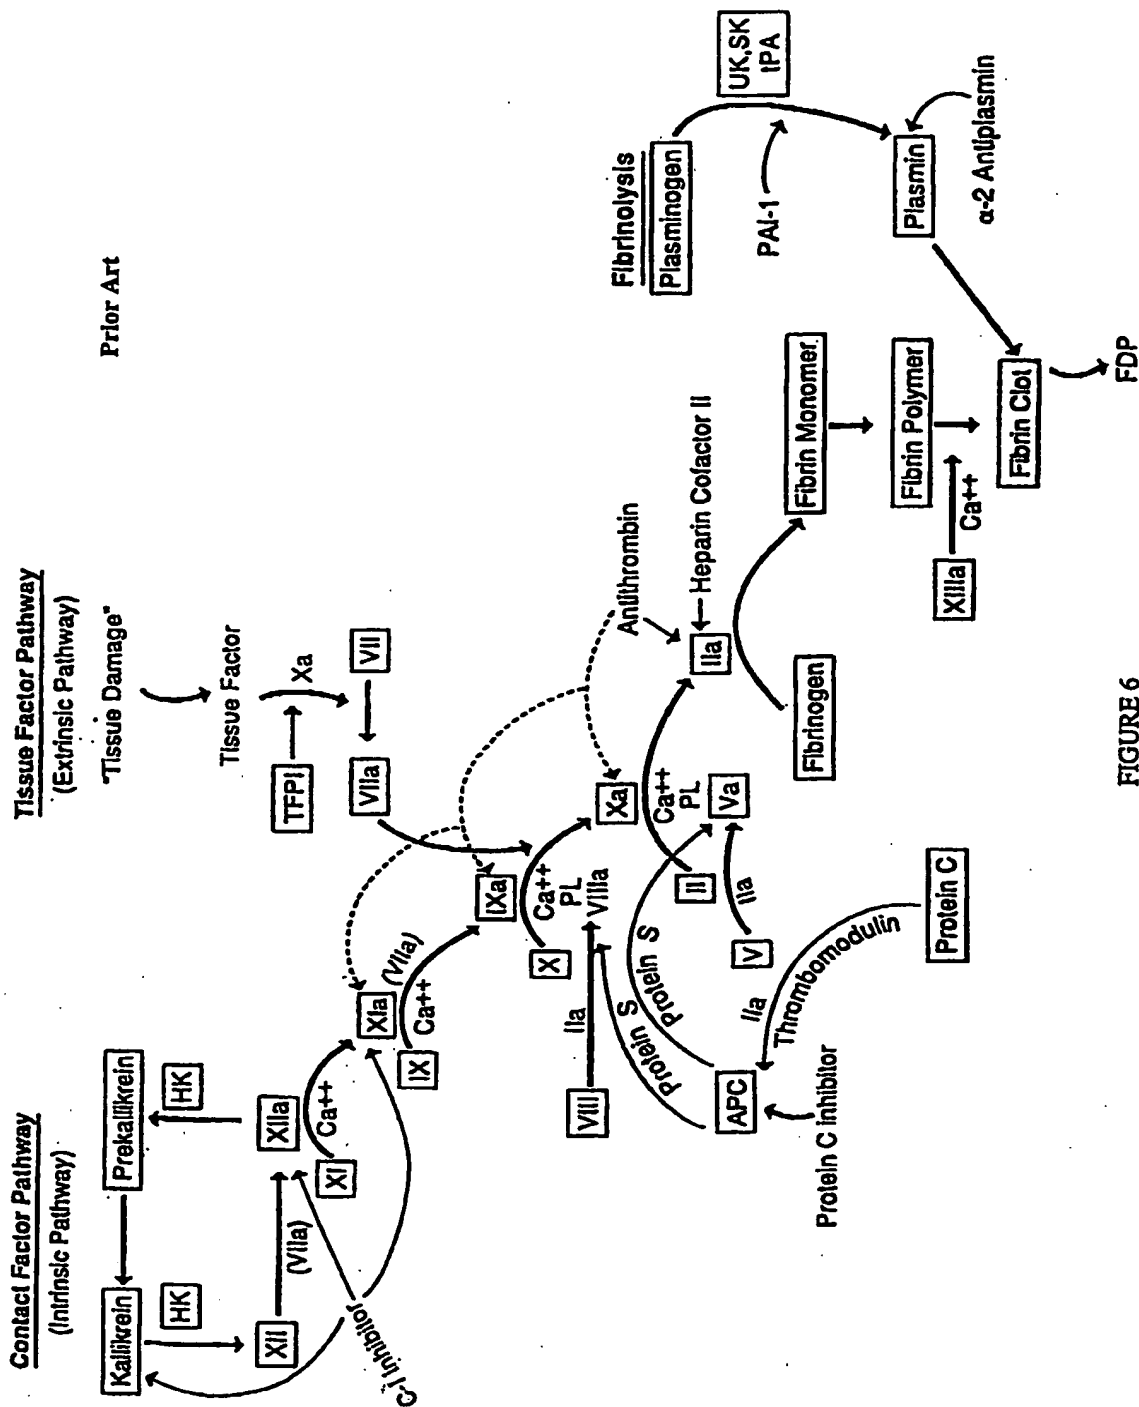 Contact Factor Pathway
(Intrinsic Pathway)
Tissue Factor Pathway
(Extrinsic Pathway)
Prior Art
"Tissue Damage"
Kallikrein
Prekallikrein
HK
HK
XII
(VIIa)
XIIa
XI
Ca++
XIa
C-I Inhibitor
Tissue Factor
TFPI
Xa
VII
VIIa
IX
Ca++
(VIIa)
IXa
X
Ca++
PL
VIIIa
Xa
VIII
IIa
Protein S
Protein S
II
Ca++
PL
Va
IIa
V
IIa
Antithrombin
Heparin Cofactor II
APC
Protein C inhibitor
IIa
Thrombomodulin
Protein C
Fibrinogen
Fibrin Monomer
Fibrin Polymer
XIIIa
Ca++
Fibrin Clot
FDP
Fibrinolysis
Plasminogen
UK,SK
tPA
PAI-1
Plasmin
α-2 Antiplasmin
FIGURE 6